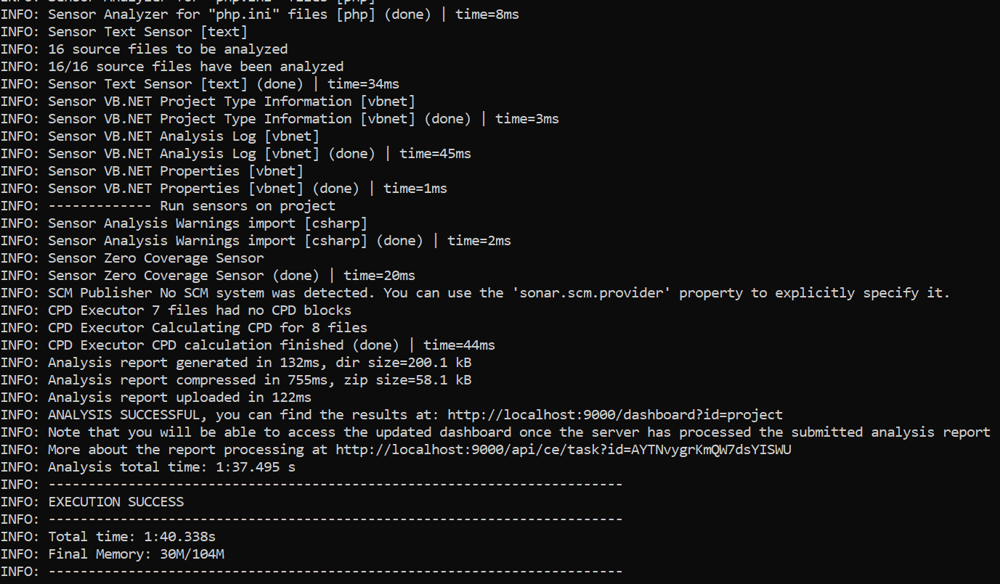 INFO: Sensor Analyzer for "php.ini" files [php]
INFO: Sensor Analyzer for "php.ini" files [php] (done) | time=8ms
INFO: Sensor Text Sensor [text]
INFO: 16 source files to be analyzed
INFO: 16/16 source files have been analyzed
INFO: Sensor Text Sensor [text] (done) | time=34ms
INFO: Sensor VB.NET Project Type Information [vbnet]
INFO: Sensor VB.NET Project Type Information [vbnet] (done) | time=3ms
INFO: Sensor VB.NET Analysis Log [vbnet]
INFO: Sensor VB.NET Analysis Log [vbnet] (done) | time=45ms
INFO: Sensor VB.NET Properties [vbnet]
INFO: Sensor VB.NET Properties [vbnet] (done) | time=1ms
INFO: ------------- Run sensors on project
INFO: Sensor Analysis Warnings import [csharp]
INFO: Sensor Analysis Warnings import [csharp] (done) | time=2ms
INFO: Sensor Zero Coverage Sensor
INFO: Sensor Zero Coverage Sensor (done) | time=20ms
INFO: SCM Publisher No SCM system was detected. You can use the 'sonar.scm.provider' property to explicitly specify it.
INFO: CPD Executor 7 files had no CPD blocks
INFO: CPD Executor Calculating CPD for 8 files
INFO: CPD Executor CPD calculation finished (done) | time=44ms
INFO: Analysis report generated in 132ms, dir size=200.1 kB
INFO: Analysis report compressed in 755ms, zip size=58.1 kB
INFO: Analysis report uploaded in 122ms
INFO: ANALYSIS SUCCESSFUL, you can find the results at: http://localhost:9000/dashboard?id=project
INFO: Note that you will be able to access the updated dashboard once the server has processed the submitted analysis report
INFO: More about the report processing at http://localhost:9000/api/ce/task?id=AYTNvygrKmQW7dsYISWU
INFO: Analysis total time: 1:37.495 s
INFO: ------------------------------------------------------------------------
INFO: EXECUTION SUCCESS
INFO: ------------------------------------------------------------------------
INFO: Total time: 1:40.338s
INFO: Final Memory: 30M/104M
INFO: ------------------------------------------------------------------------